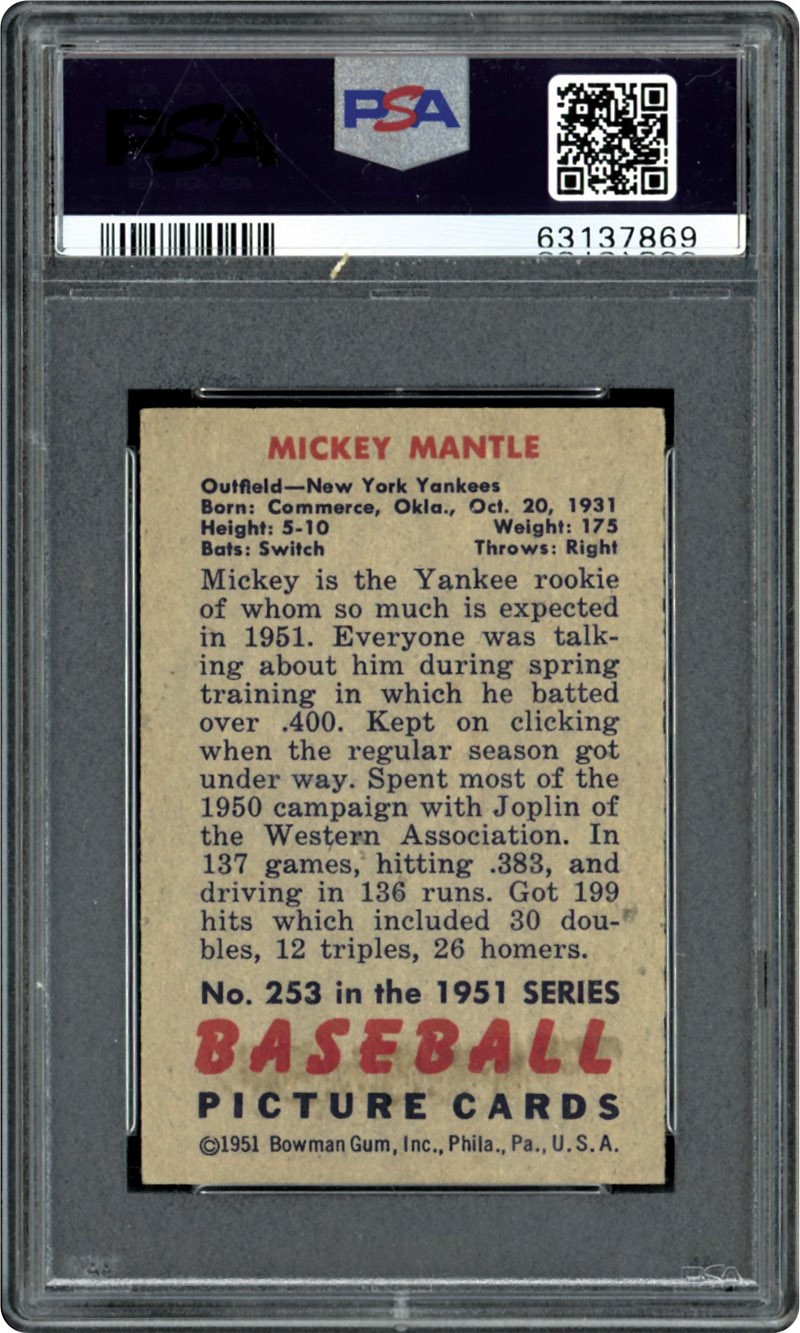 PSA
PSA
63137869
MICKEY MANTLE
Outfield—New York Yankees
Born: Commerce, Okla., Oct. 20, 1931
Height: 5-10 Weight: 175
Bats: Switch Throws: Right
Mickey is the Yankee rookie
of whom so much is expected
in 1951. Everyone was talk-
ing about him during spring
training in which he batted
over .400. Kept on clicking
when the regular season got
under way. Spent most of the
1950 campaign with Joplin of
the Western Association. In
137 games, hitting .383, and
driving in 136 runs. Got 199
hits which included 30 dou-
bles, 12 triples, 26 homers.
No. 253 in the 1951 SERIES
BASEBALL
PICTURE CARDS
©1951 Bowman Gum, Inc., Phila., Pa., U.S.A.
PSA